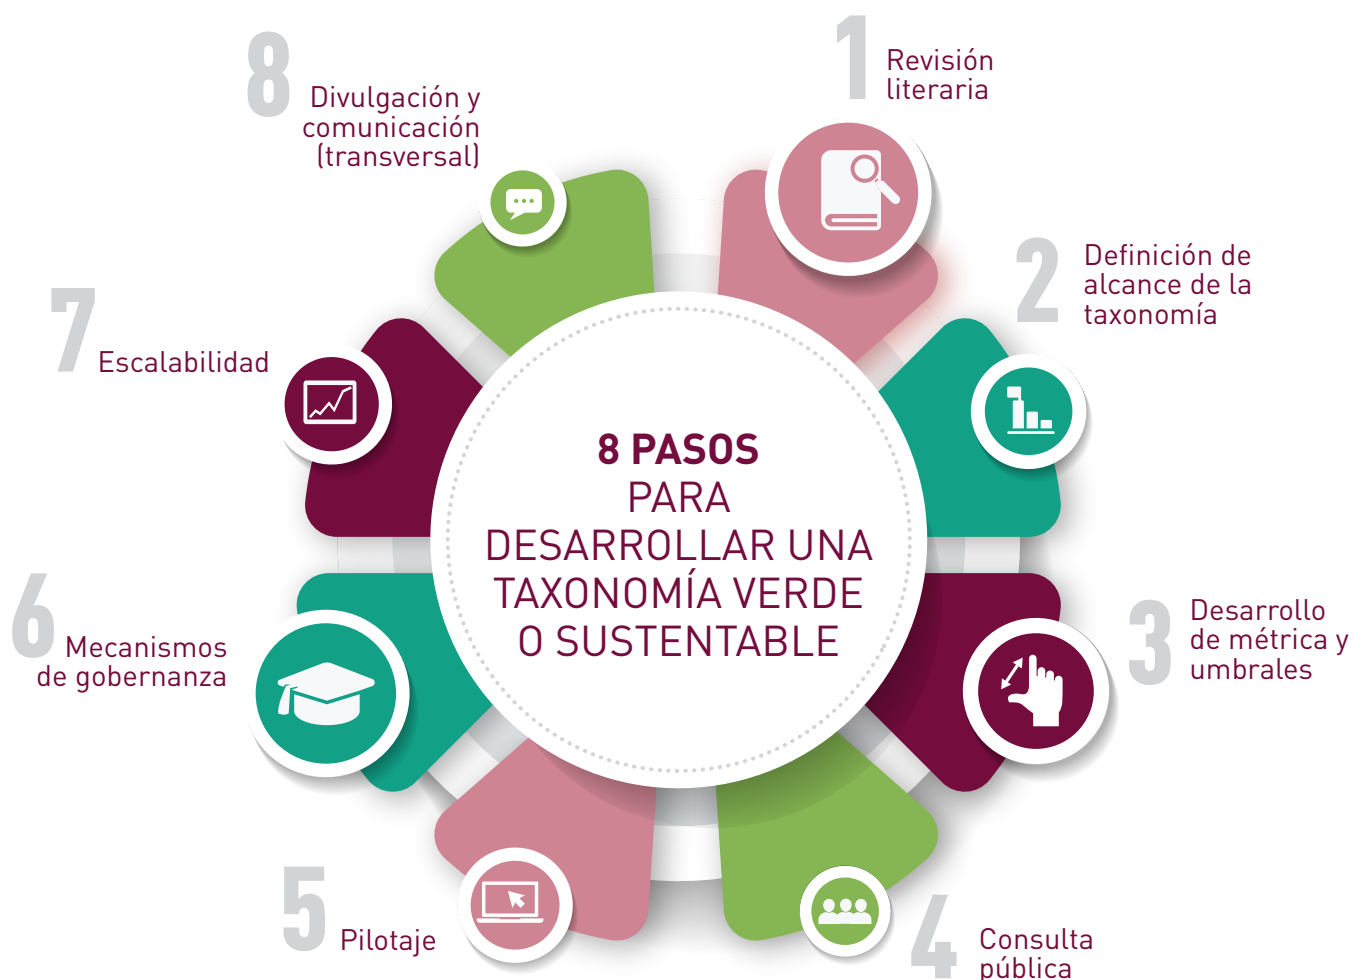 8 PASOS
PARA
DESARROLLAR UNA
TAXONOMÍA VERDE
O SUSTENTABLE
1
Revisión
literaria
2
Definición de
alcance de la
taxonomía
3
Desarrollo
de métrica y
umbrales
4
Consulta
pública
5
Pilotaje
6
Mecanismos
de gobernanza
7
Escalabilidad
8
Divulgación y
comunicación
(transversal)